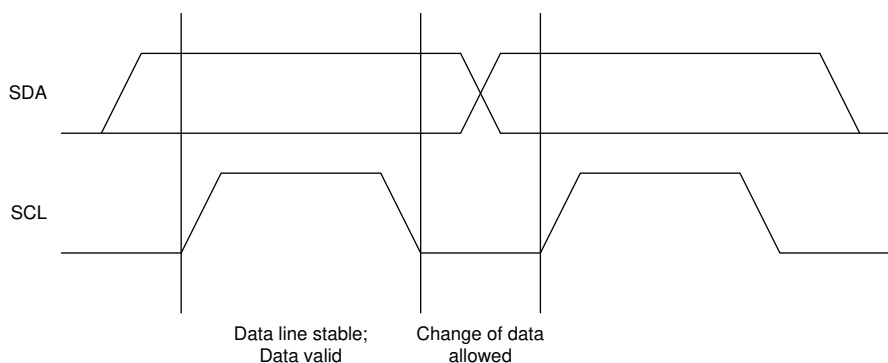 SDA
SCL
Data line stable;
Data valid
Change of data
allowed